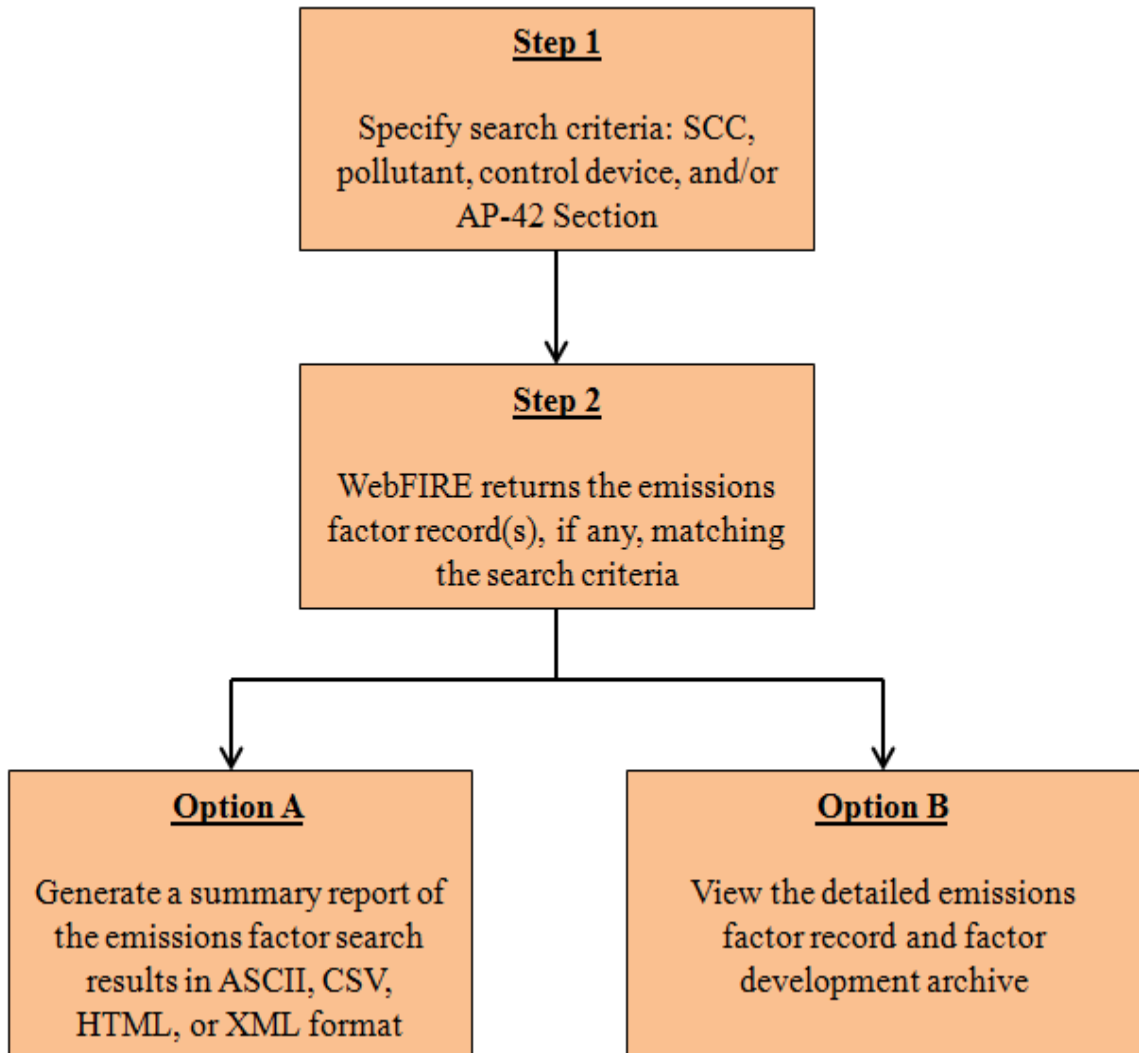 Step 1
Specify search criteria: SCC,
pollutant, control device, and/or
AP-42 Section
Step 2
WebFIRE returns the emissions
factor record(s), if any, matching
the search criteria
Option A
Generate a summary report of
the emissions factor search
results in ASCII, CSV,
HTML, or XML format
Option B
View the detailed emissions
factor record and factor
development archive